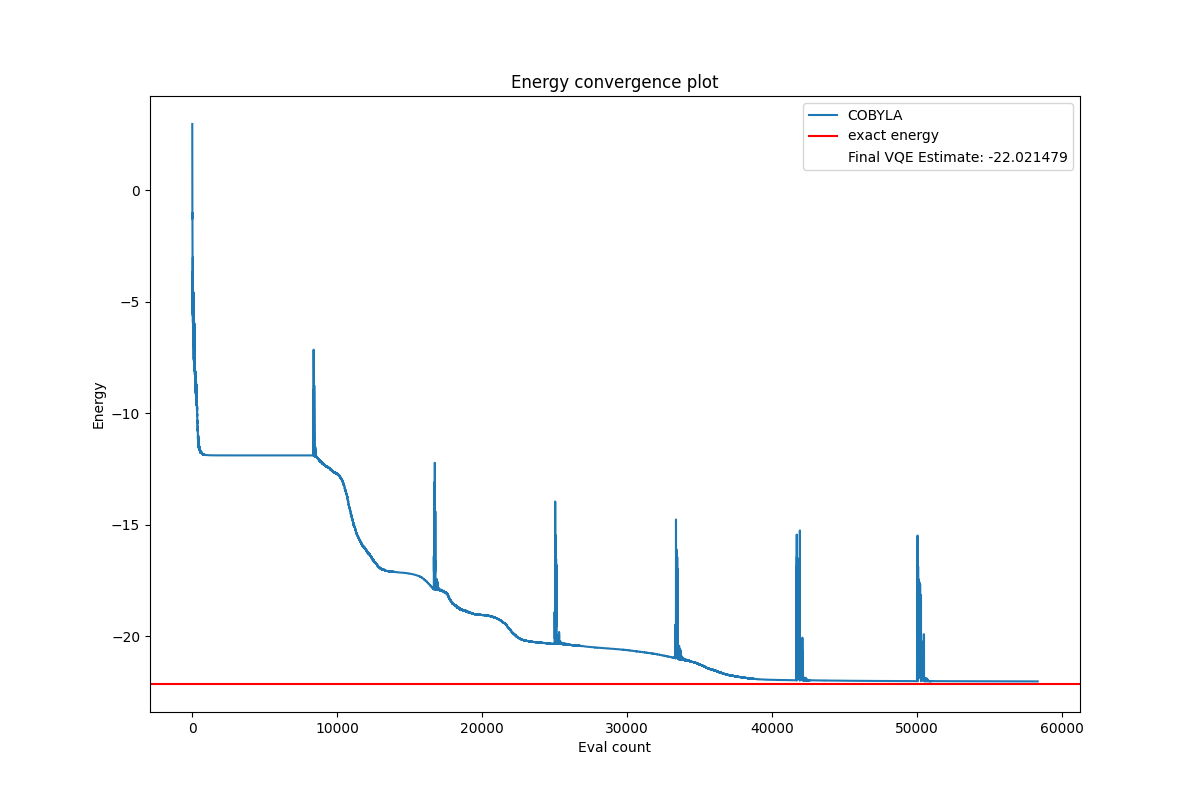 Energy convergence plot
COBYLA
exact energy
Final VQE Estimate: -22.021479
Energy
0
−5
−10
−15
−20
0 10000 20000 30000 40000 50000 60000
Eval count